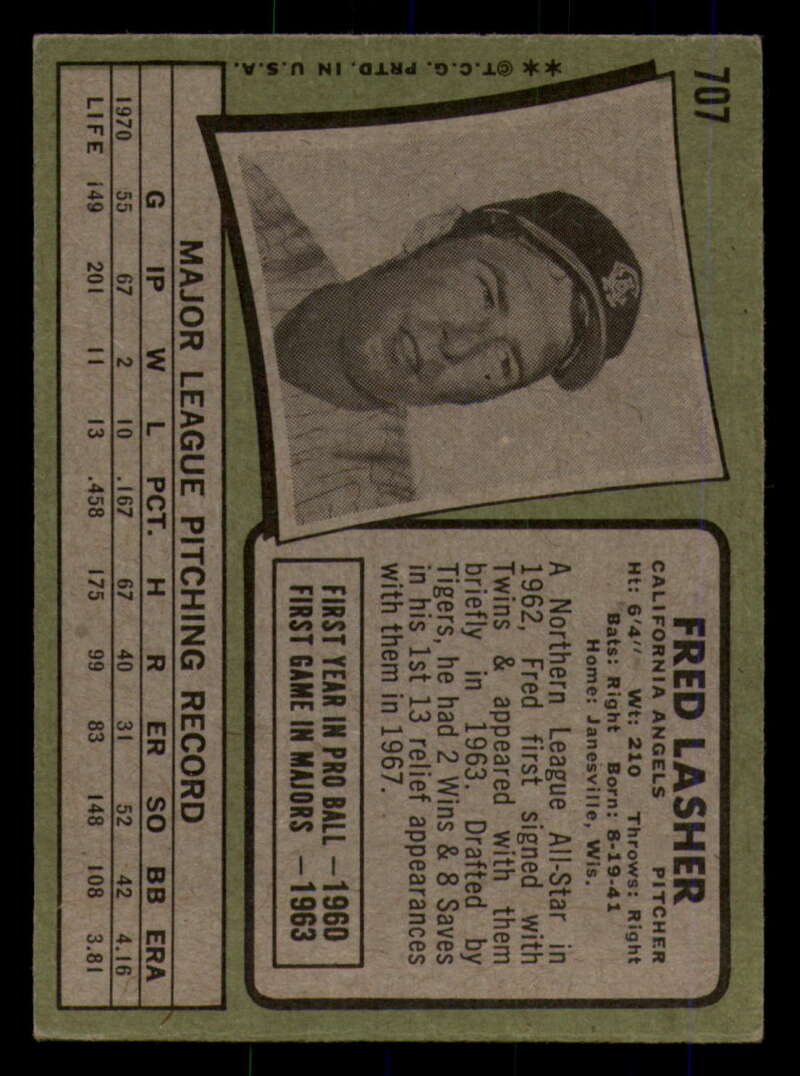 707
**@T.C.G. PRTD. IN U.S.A.
FRED LASHER
CALIFORNIA ANGELS PITCHER
Ht: 6'4" Wt: 210 Throws: Right
Bats: Right Born: 8-19-41
Home: Janesville, Wis.
A Northern League All-Star in
1962, Fred first signed with
Twins & appeared with them
briefly in 1963. Drafted by
Tigers, he had 2 Wins & 8 Saves
in his 1st 13 relief appearances
with them in 1967.
FIRST YEAR IN PRO BALL —1960
FIRST GAME IN MAJORS —1963
MAJOR LEAGUE PITCHING RECORD
G IP W L PCT. H R ER SO BB ERA
1970 55 67 2 10 .167 67 40 31 52 42 4.16
LIFE 149 201 11 13 .458 175 99 83 148 108 3.81